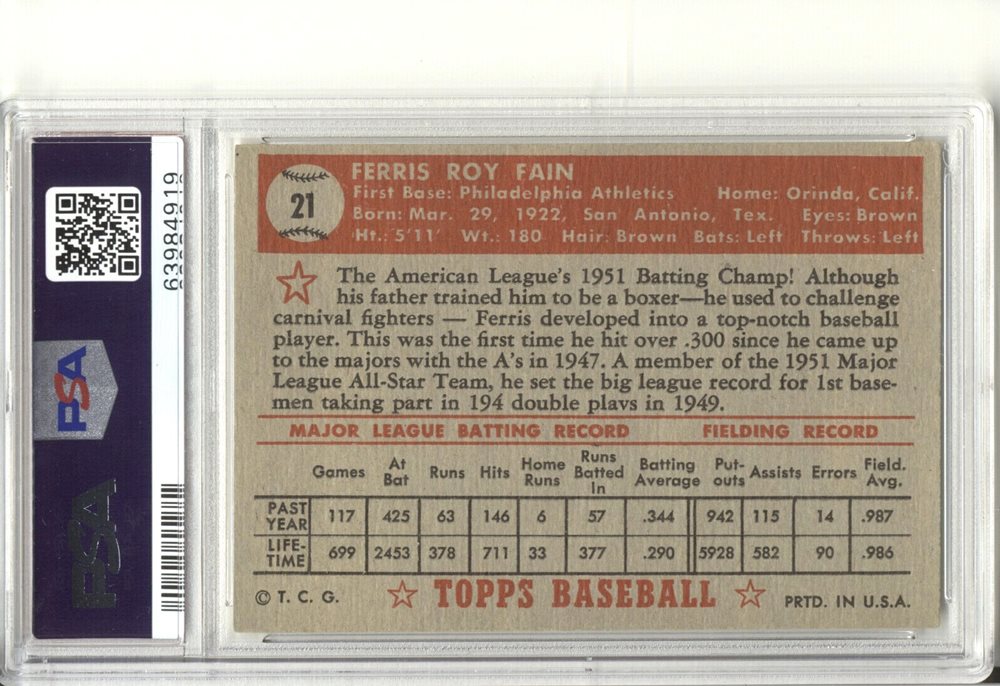 PSA
PSA
63984919
21
FERRIS ROY FAIN
First Base: Philadelphia Athletics Home: Orinda, Calif.
Born: Mar. 29, 1922, San Antonio, Tex. Eyes: Brown
Ht.: 5'11' Wt.: 180 Hair: Brown Bats: Left Throws: Left
The American League's 1951 Batting Champ! Although
his father trained him to be a boxer—he used to challenge
carnival fighters — Ferris developed into a top-notch baseball
player. This was the first time he hit over .300 since he came up
to the majors with the A's in 1947. A member of the 1951 Major
League All-Star Team, he set the big league record for 1st base-
men taking part in 194 double plays in 1949.
MAJOR LEAGUE BATTING RECORD FIELDING RECORD
Games At Bat Runs Hits Home Runs Runs Batted In Batting Average Put-outs Assists Errors Field. Avg.
PAST YEAR 117 425 63 146 6 57 .344 942 115 14 .987
LIFE-TIME 699 2453 378 711 33 377 .290 5928 582 90 .986
© T. C. G. TOPPS BASEBALL PRTD. IN U.S.A.